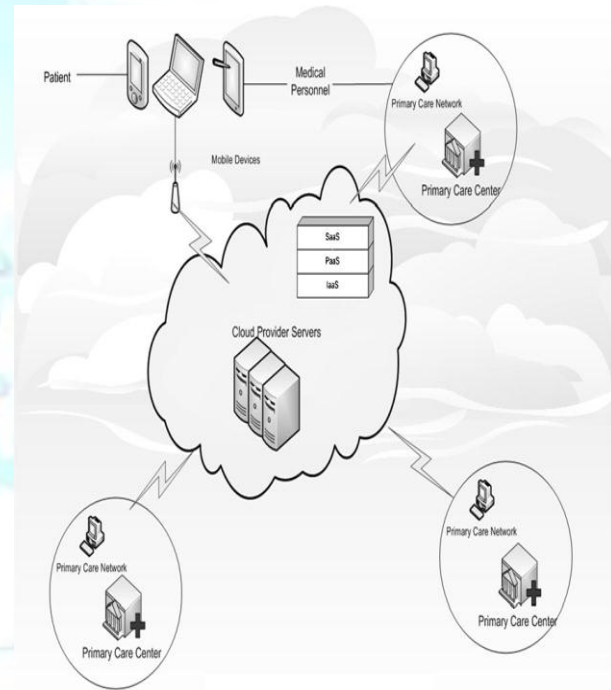 Patient
Medical
Personnel
Primary Care Network
Mobile Devices
Primary Care Center
SaaS
PaaS
IaaS
Cloud Provider Servers
Primary Care Network
Primary Care Center
Primary Care Network
Primary Care Center